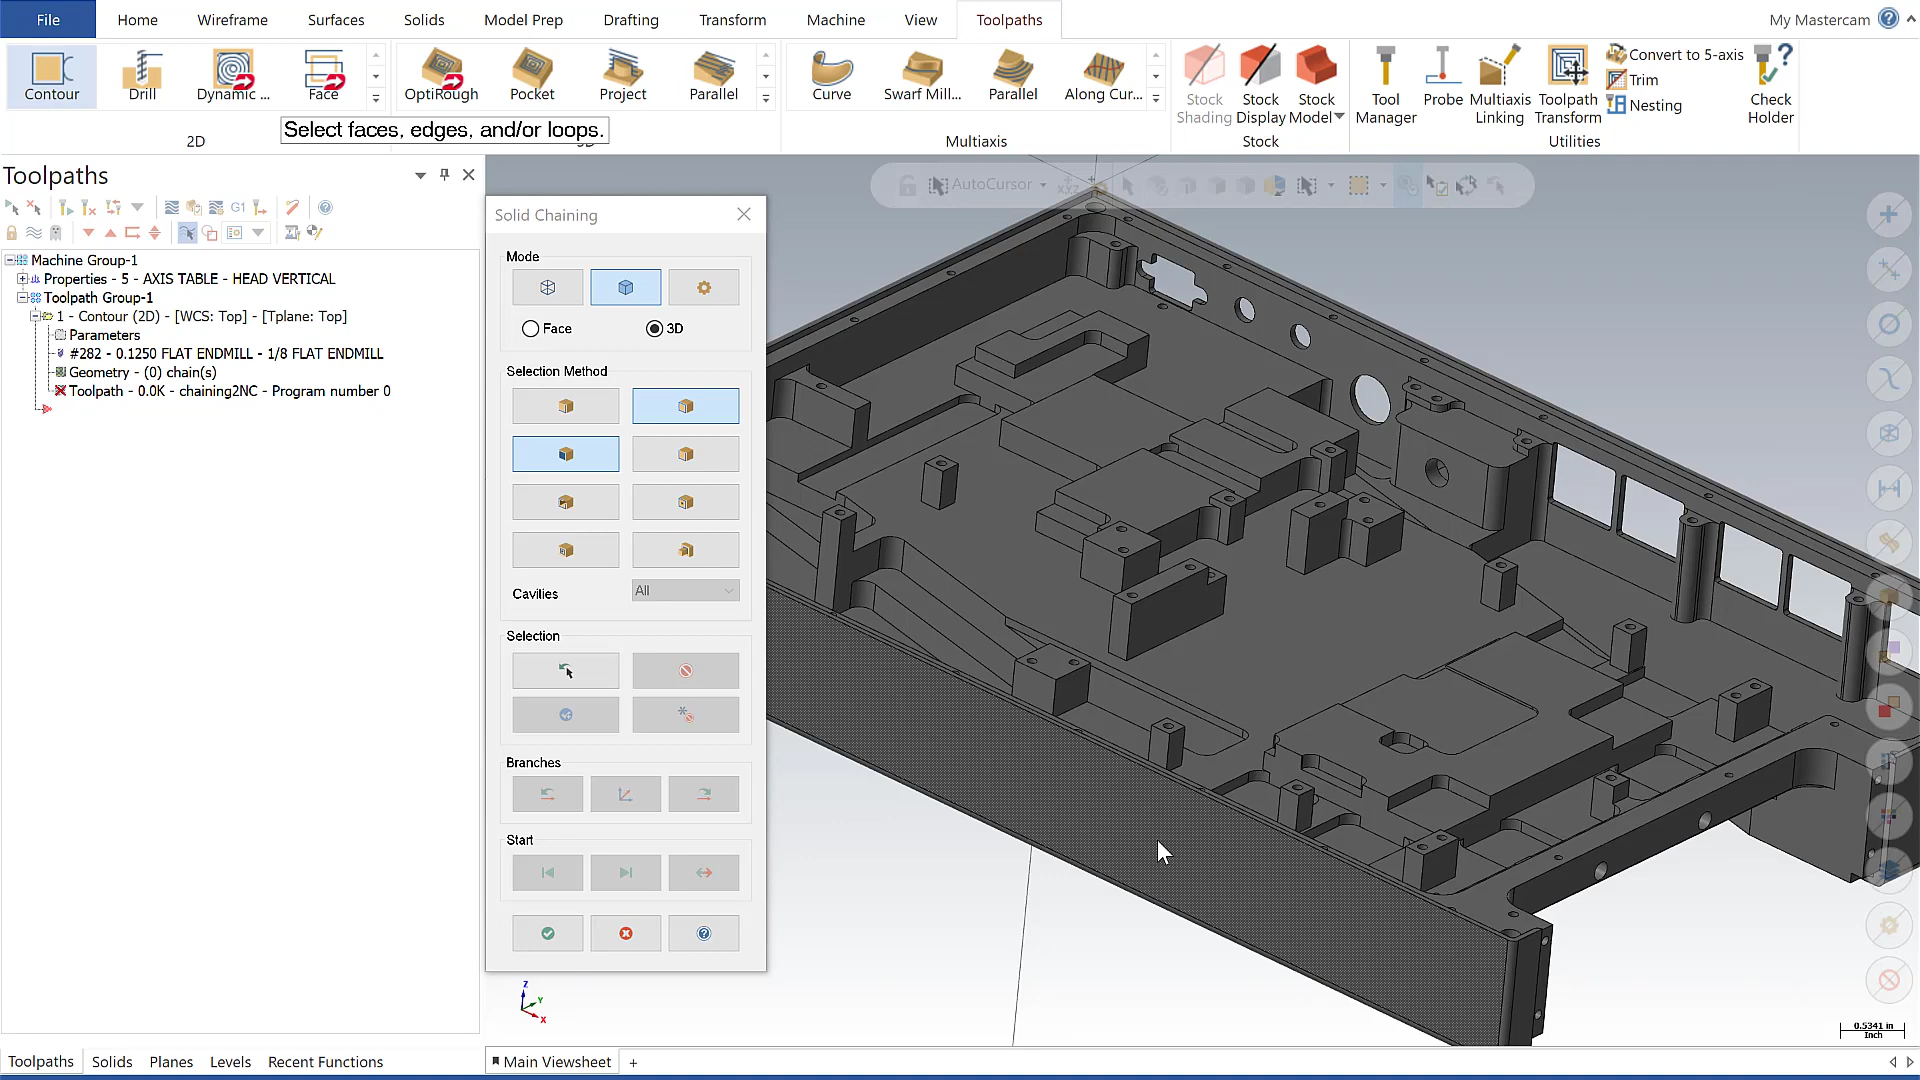 File Home Wireframe Surfaces Solids Model Prep Drafting Transform Machine View Toolpaths My Mastercam
Contour Drill Dynamic ... Face OptiRough Pocket Project Parallel Curve Swarf Mill... Parallel Along Cur...
Stock Shading Stock Display Stock Model Tool Manager Probe Multiaxis Linking Toolpath Transform
Convert to 5-axis
Trim
Nesting
Check Holder
Select faces, edges, and/or loops.
2D Multiaxis Stock Utilities
Toolpaths
AutoCursor
G1
Machine Group-1
Properties - 5 - AXIS TABLE - HEAD VERTICAL
Toolpath Group-1
1 - Contour (2D) - [WCS: Top] - [Tplane: Top]
Parameters
#282 - 0.1250 FLAT ENDMILL - 1/8 FLAT ENDMILL
Geometry - (0) chain(s)
Toolpath - 0.0K - chaining2NC - Program number 0
Solid Chaining
Mode
Face 3D
Selection Method
Cavities All
Selection
Branches
Start
Z
Y
X
0.5341 in
Inch
Toolpaths Solids Planes Levels Recent Functions Main Viewsheet +